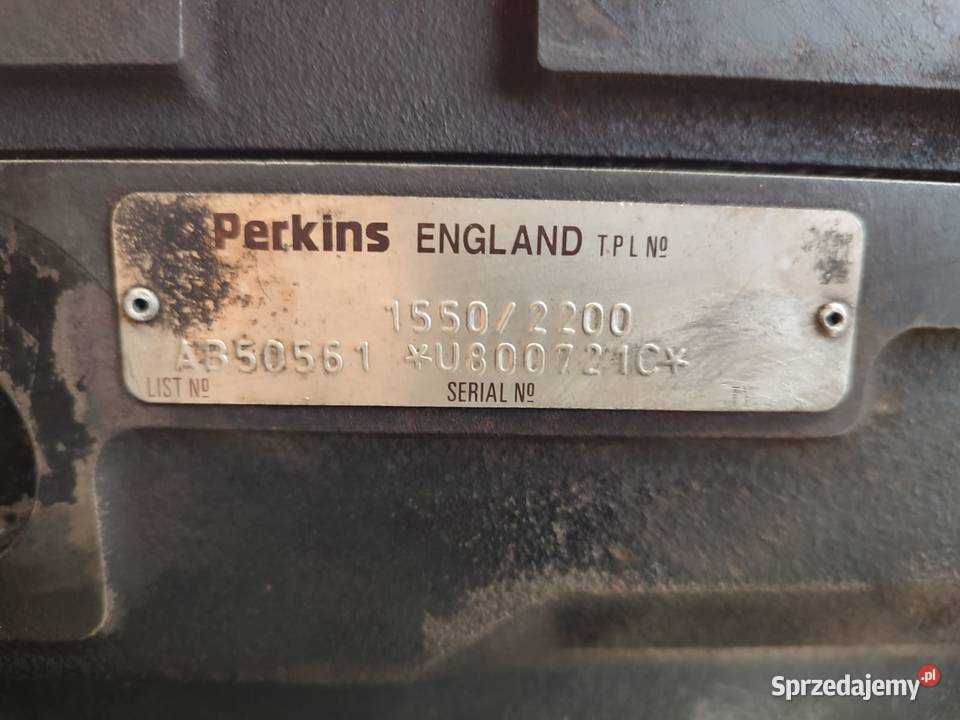 Perkins ENGLAND T.P L Nº
1550/2200
AB50561 *U800721C*
LIST Nº SERIAL Nº
Sprzedajemy.pl